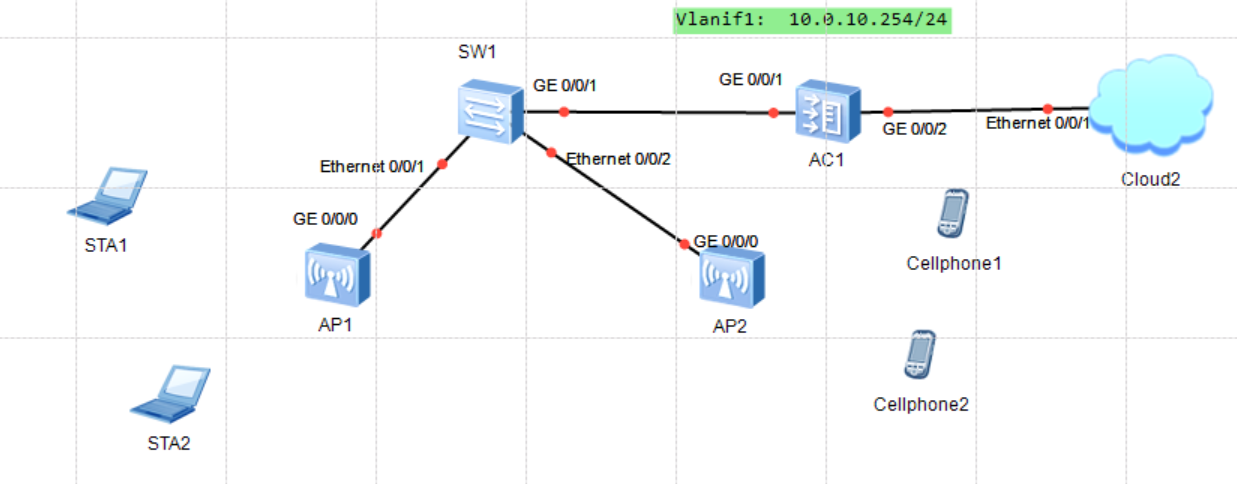 Vlanif1:  10.0.10.254/24
SW1
GE 0/0/1
GE 0/0/1
AC1
GE 0/0/2
Ethernet 0/0/1
Cloud2
Ethernet 0/0/1
Ethernet 0/0/2
GE 0/0/0
AP1
GE 0/0/0
AP2
STA1
Cellphone1
STA2
Cellphone2